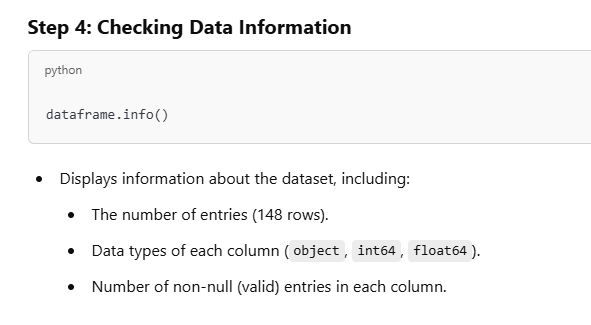 Step 4: Checking Data Information
python
dataframe.info()
• Displays information about the dataset, including:
• The number of entries (148 rows).
• Data types of each column (object, int64, float64).
• Number of non-null (valid) entries in each column.